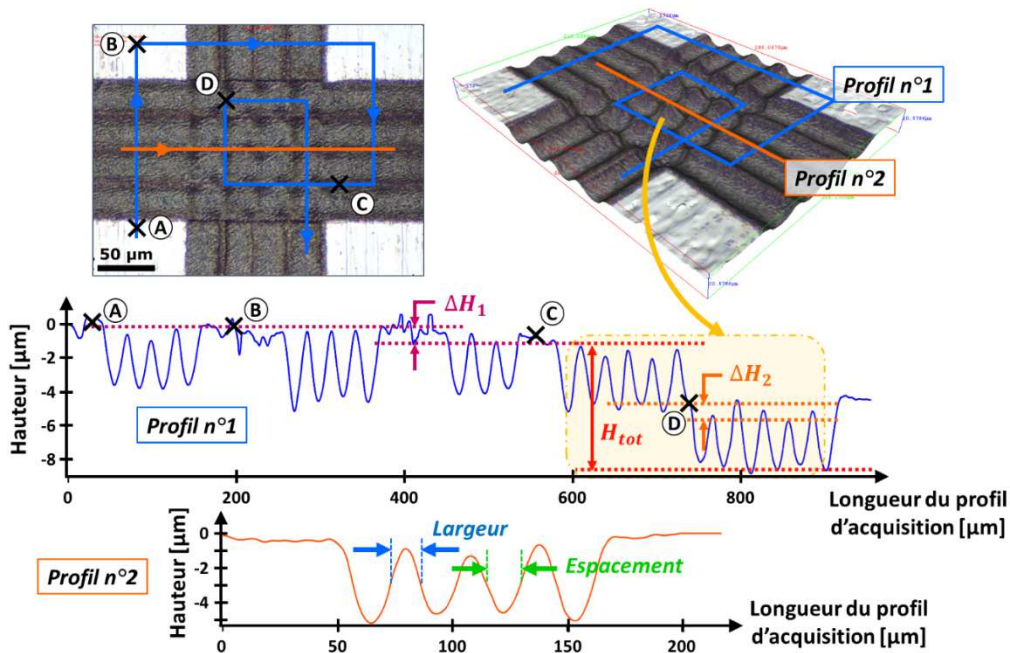 B
D
C
A
50 µm
Profil n°1
Profil n°2
A
B
ΔH₁
C
ΔH₂
D
H_tot
Hauteur [µm]
0
-2
-4
-6
-8
Profil n°1
0
200
400
600
800
Longueur du profil
d'acquisition [µm]
Profil n°2
Hauteur [µm]
0
-2
-4
Largeur
Espacement
0
50
100
150
200
Longueur du profil
d'acquisition [µm]